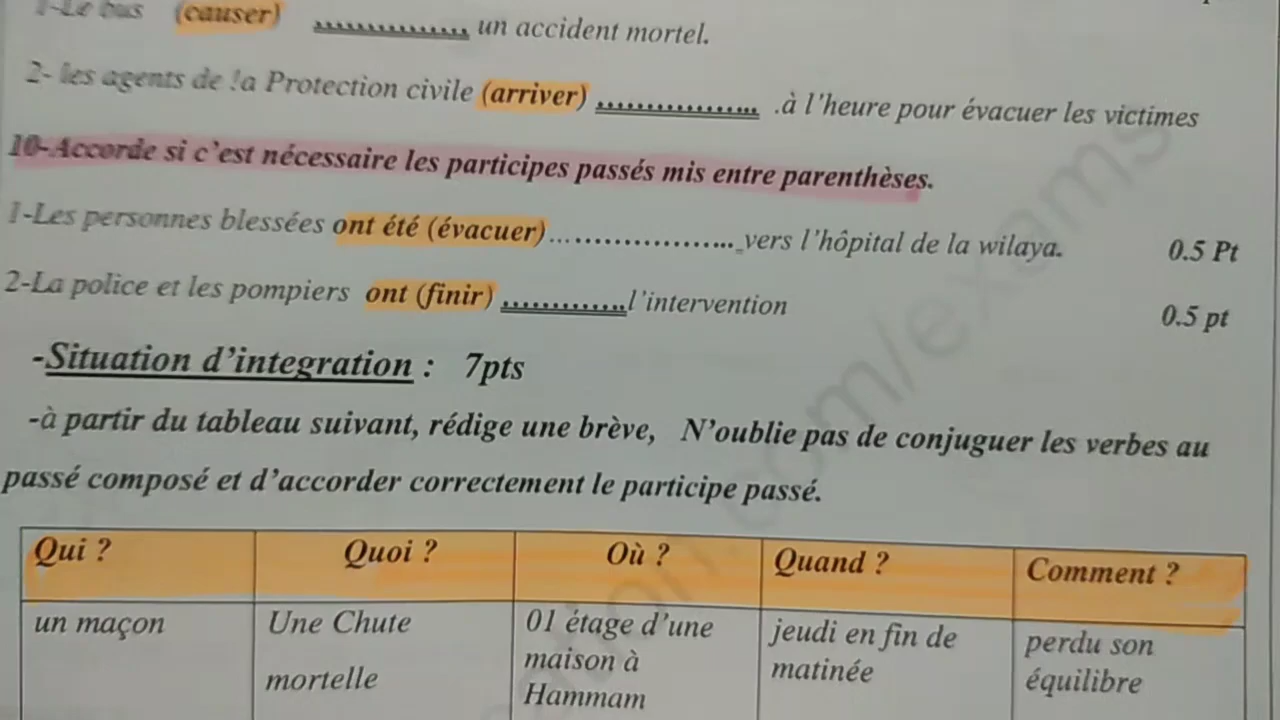 1-Le bus (causer) ............... un accident mortel.
2- les agents de !a Protection civile (arriver) ................. .à l'heure pour évacuer les victimes
10-Accorde si c'est nécessaire les participes passés mis entre parenthèses.
1-Les personnes blessées ont été (évacuer)...................... vers l'hôpital de la wilaya. 0.5 Pt
2-La police et les pompiers ont (finir) .............l'intervention 0.5 pt
-Situation d'integration : 7pts
-à partir du tableau suivant, rédige une brève, N'oublie pas de conjuguer les verbes au
passé composé et d'accorder correctement le participe passé.
Qui ? Quoi ? Où ? Quand ? Comment ?
un maçon Une Chute 01 étage d'une jeudi en fin de perdu son
mortelle maison à matinée équilibre
Hammam